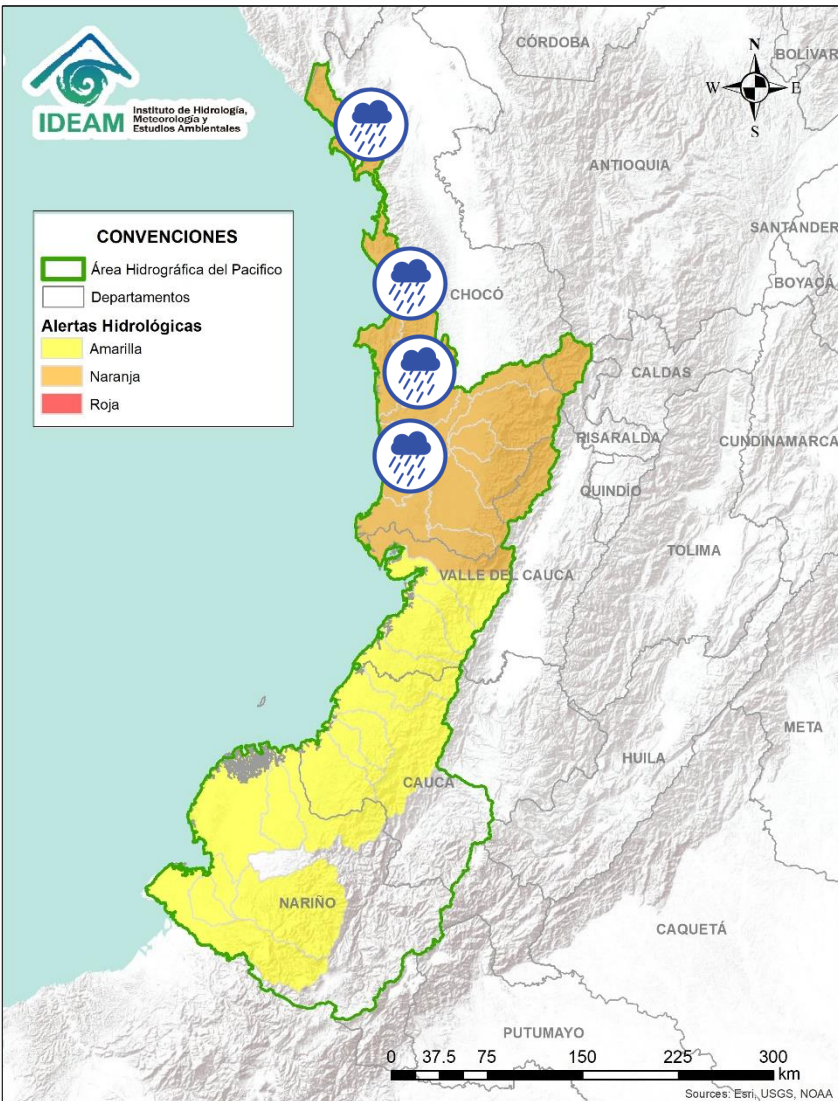 IDEAM
Instituto de Hidrología,
Meteorología y
Estudios Ambientales
N
W E
S
CÓRDOBA
BOLÍVAR
ANTIOQUIA
SANTANDER
BOYACÁ
CHOCÓ
CALDAS
RISARALDA
CUNDINAMARCA
QUINDÍO
TOLIMA
VALLE DEL CAUCA
META
HUILA
CAUCA
NARIÑO
CAQUETÁ
PUTUMAYO
CONVENCIONES
Área Hidrográfica del Pacifico
Departamentos
Alertas Hidrológicas
Amarilla
Naranja
Roja
0 37.5 75 150 225 300
km
Sources: Esri, USGS, NOAA